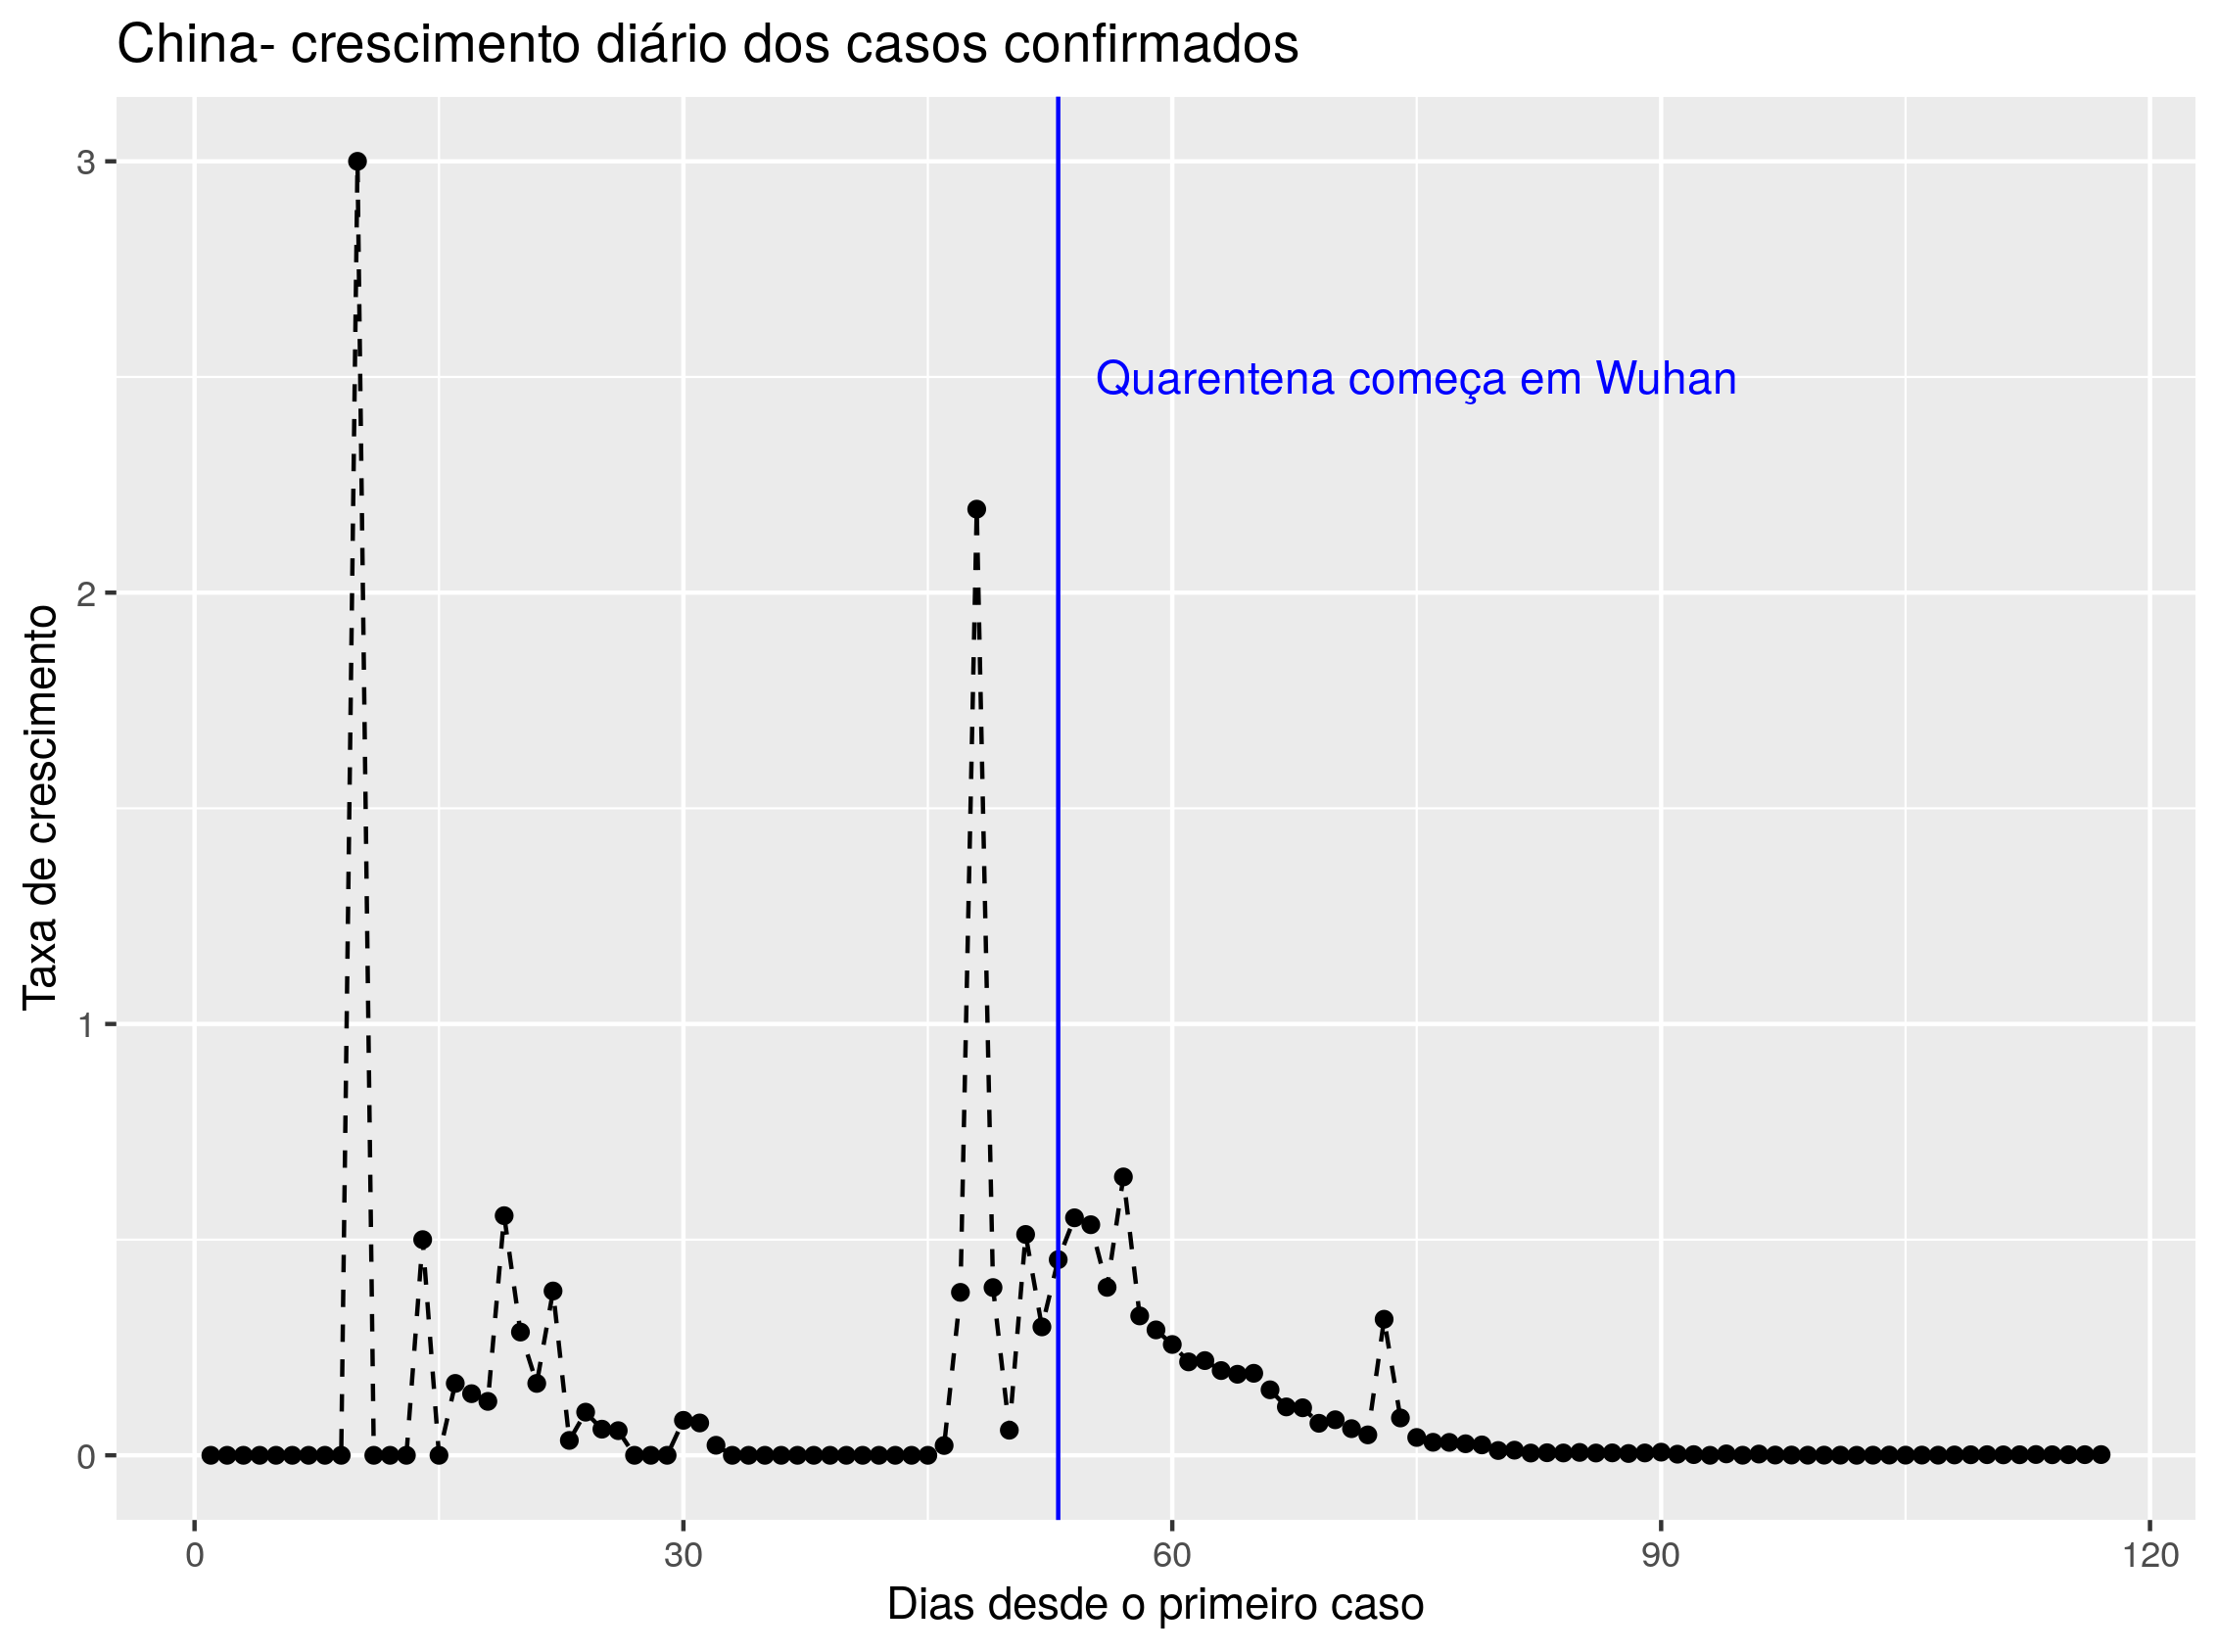 China- crescimento diário dos casos confirmados
Taxa de crescimento
3
2
1
0
Quarentena começa em Wuhan
0 30 60 90 120
Dias desde o primeiro caso